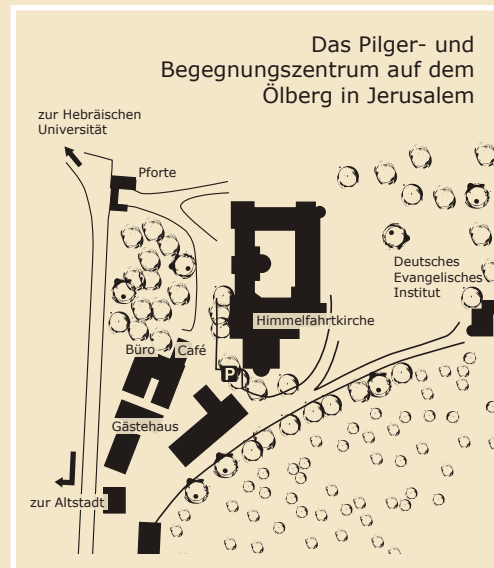 Das Pilger- und
Begegnungszentrum auf dem
Ölberg in Jerusalem
zur Hebräischen
Universität
Pforte
Deutsches
Evangelisches
Institut
Himmelfahrtkirche
Büro
Café
P
Gästehaus
zur Altstadt